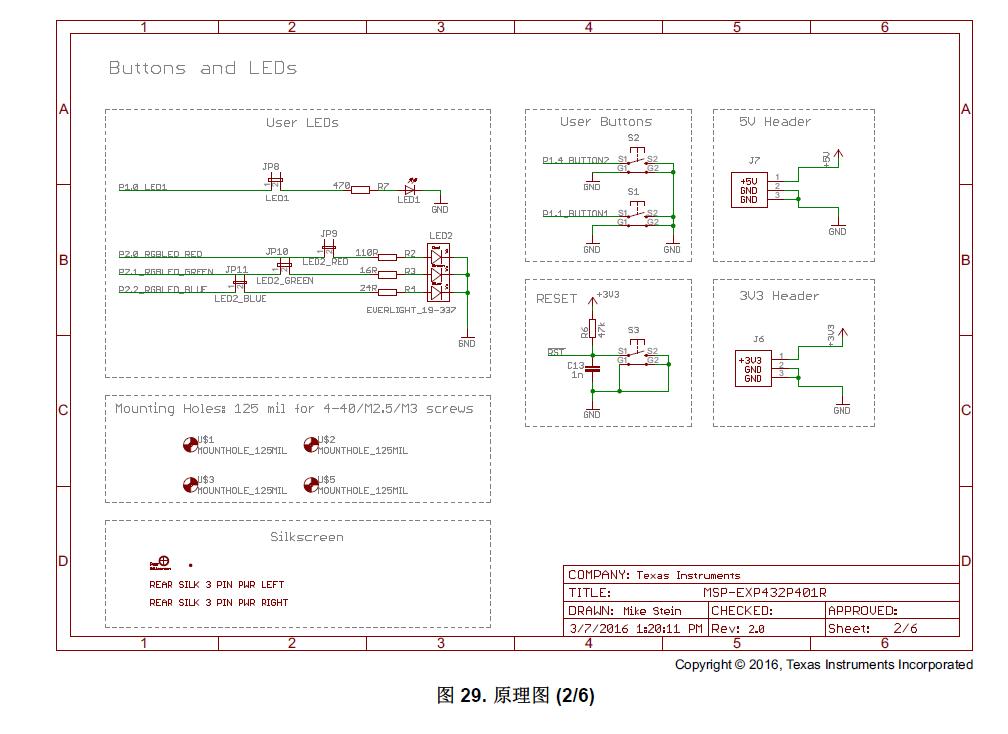 1 2 3 4 5 6
Buttons and LEDs
A A
User LEDs
JP8
P1.0_LED1
1 2
LED1
470 R7
LED1
GND
JP9
LED2
P2.0_RGBLED_RED
JP10
LED2_RED
110R R2
P2.1_RGBLED_GREEN
JP11
LED2_GREEN
16R R3
P2.2_RGBLED_BLUE
LED2_BLUE
24R R4
EVERLIGHT_19-337
GND
B B
User Buttons
S2
P1.4_BUTTON2
S1 S2
G1 G2
GND
S1
P1.1_BUTTON1
S1 S2
G1 G2
GND GND
5V Header
+5V
J7
+5V 1
GND 2
GND 3
GND
RESET
+3V3
R6 47k
S3
RST
S1 S2
G1 G2
C13
1n
GND
3V3 Header
+3V3
J6
+3V3 1
GND 2
GND 3
GND
C C
Mounting Holes: 125 mil for 4-40/M2.5/M3 screws
U$1 U$2
MOUNTHOLE_125MIL MOUNTHOLE_125MIL
U$3 U$5
MOUNTHOLE_125MIL MOUNTHOLE_125MIL
D D
Silkscreen
REAR SILK 3 PIN PWR LEFT
REAR SILK 3 PIN PWR RIGHT
COMPANY: Texas Instruments
TITLE: MSP-EXP432P401R
DRAWN: Mike Stein CHECKED: APPROVED:
3/7/2016 1:20:11 PM Rev: 2.0 Sheet: 2/6
1 2 3 4 5 6
Copyright © 2016, Texas Instruments Incorporated
图 29. 原理图 (2/6)